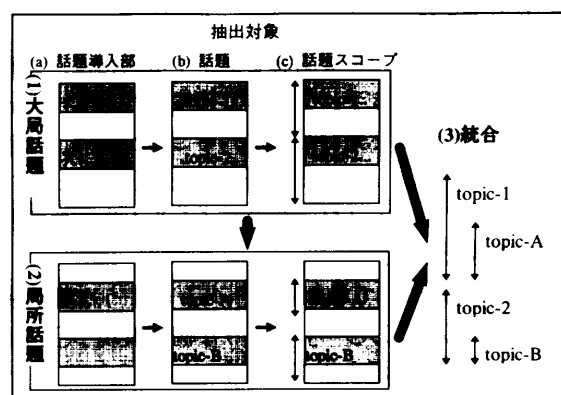 抽出対象
(a) 話題導入部
(b) 話題
(c) 話題スコープ
(1)大局話題
(3)統合
topic-1
topic-A
topic-2
topic-B
(2)局所話題
topic-B
topic-B